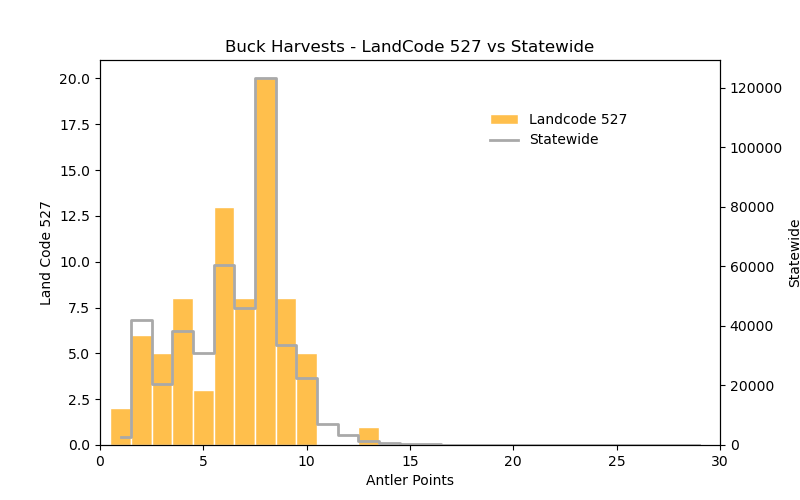 Buck Harvests - LandCode 527 vs Statewide
20.0
17.5
15.0
12.5
10.0
7.5
5.0
2.5
0.0
Land Code 527
Landcode 527
Statewide
120000
100000
80000
60000
40000
20000
0
Statewide
0 5 10 15 20 25 30
Antler Points